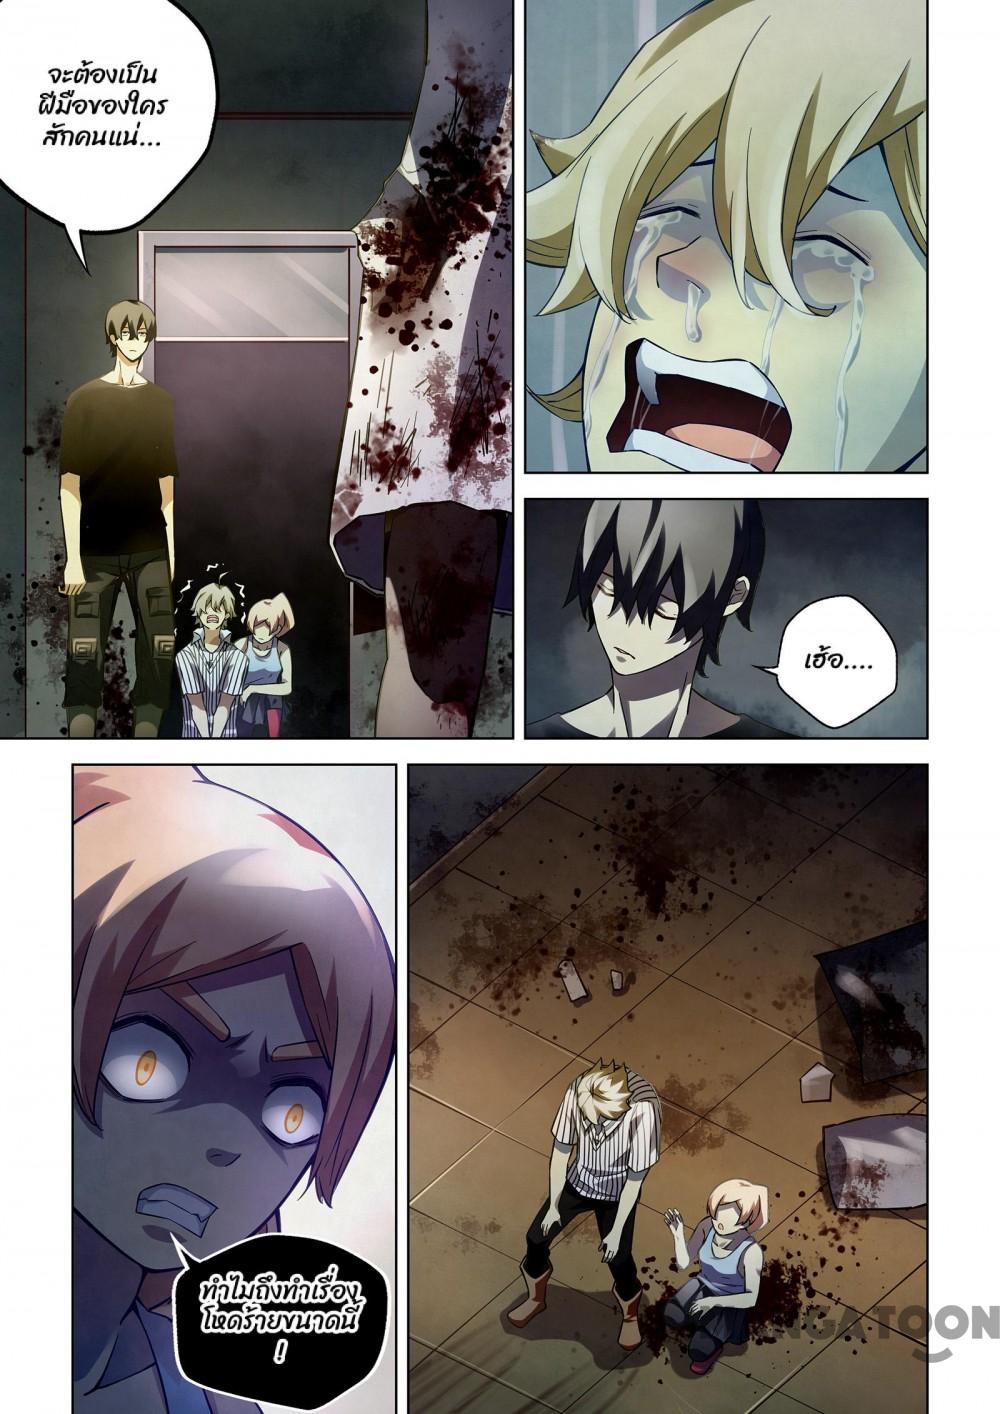 จะต้องเป็น
ฝีมือของใคร
สักคนแน่...
เฮ้อ....
ทำไมถึงทำเรื่อง
โหดร้ายขนาดนี้
!
MANGATOON